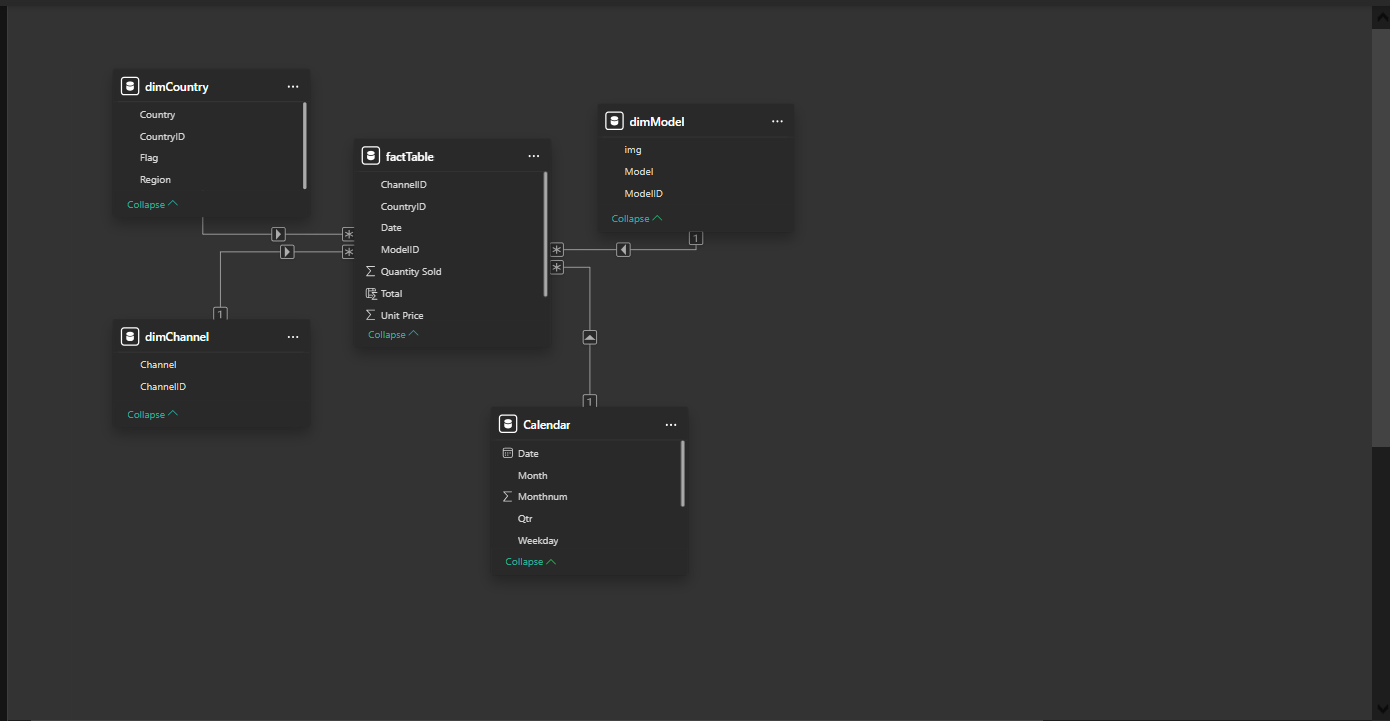 dimCountry
Country
CountryID
Flag
Region
Collapse
factTable
ChannelID
CountryID
Date
ModelID
Quantity Sold
Total
Unit Price
Collapse
dimModel
img
Model
ModelID
Collapse
*
*
*
*
1
1
1
dimChannel
Channel
ChannelID
Collapse
Calendar
Date
Month
Monthnum
Qtr
Weekday
Collapse